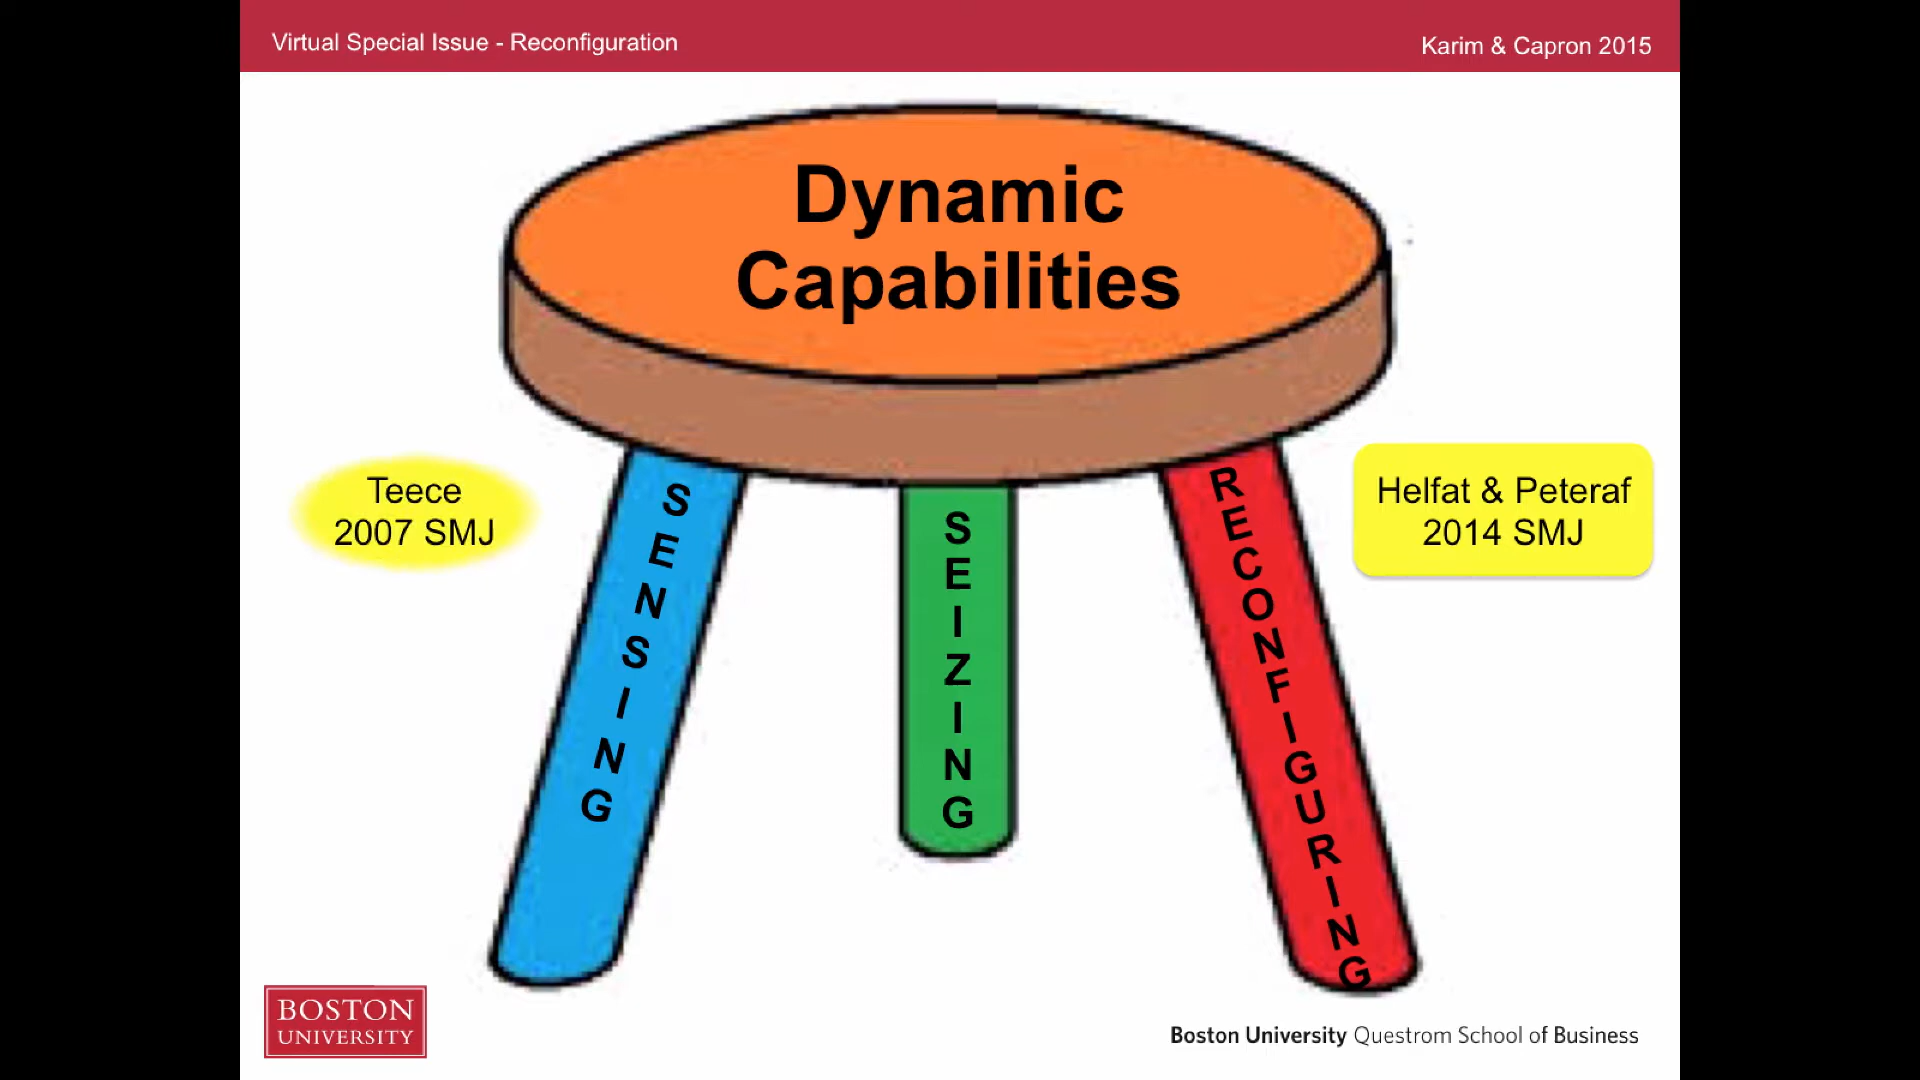 Virtual Special Issue - Reconfiguration
Karim & Capron 2015
Dynamic
Capabilities
Teece
2007 SMJ
SENSING
SEIZING
RECONFIGURING
Helfat & Peteraf
2014 SMJ
BOSTON
UNIVERSITY
Boston University Questrom School of Business